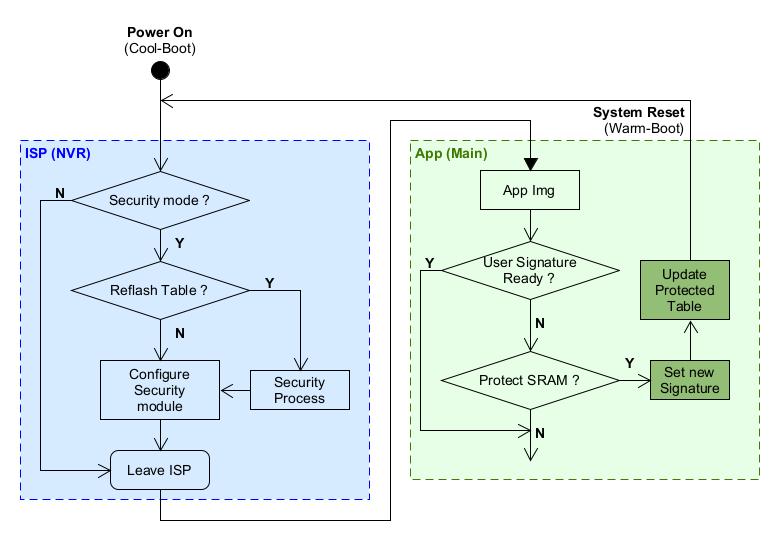 Power On
(Cool-Boot)
System Reset
(Warm-Boot)
ISP (NVR)
N
Security mode ?
Y
Reflash Table ?
Y
N
Configure
Security
module
Security
Process
Leave ISP
App (Main)
App Img
User Signature
Ready ?
Y
N
Protect SRAM ?
Y
N
Set new
Signature
Update
Protected
Table